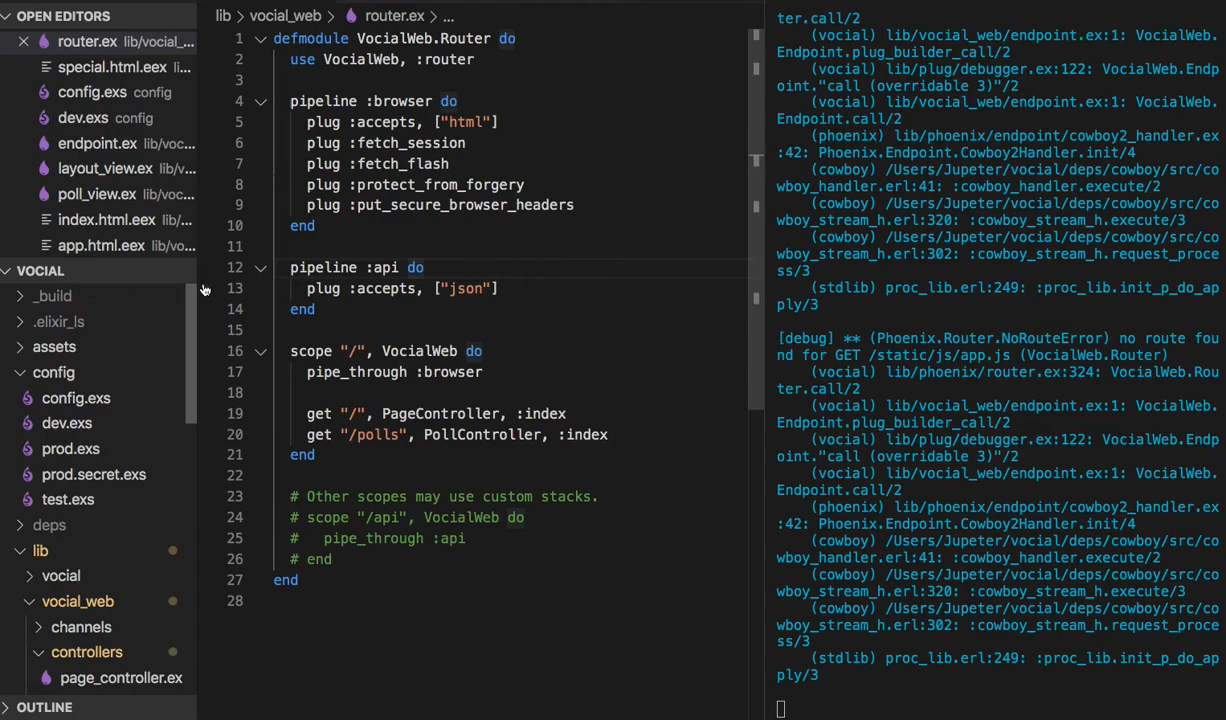 OPEN EDITORS
router.ex lib/vocial_...
special.html.eex li...
config.exs config
dev.exs config
endpoint.ex lib/voc...
layout_view.ex lib/v...
poll_view.ex lib/voc...
index.html.eex lib/...
app.html.eex lib/vo...
VOCIAL
_build
.elixir_ls
assets
config
config.exs
dev.exs
prod.exs
prod.secret.exs
test.exs
deps
lib
vocial
vocial_web
channels
controllers
page_controller.ex
OUTLINE
lib > vocial_web > router.ex > ...
1 defmodule VocialWeb.Router do
2 use VocialWeb, :router
3
4 pipeline :browser do
5 plug :accepts, ["html"]
6 plug :fetch_session
7 plug :fetch_flash
8 plug :protect_from_forgery
9 plug :put_secure_browser_headers
10 end
11
12 pipeline :api do
13 plug :accepts, ["json"]
14 end
15
16 scope "/", VocialWeb do
17 pipe_through :browser
18
19 get "/", PageController, :index
20 get "/polls", PollController, :index
21 end
22
23 # Other scopes may use custom stacks.
24 # scope "/api", VocialWeb do
25 #   pipe_through :api
26 # end
27 end
28
ter.call/2
(vocial) lib/vocial_web/endpoint.ex:1: VocialWeb.
Endpoint.plug_builder_call/2
(vocial) lib/plug/debugger.ex:122: VocialWeb.Endp
oint."call (overridable 3)"/2
(vocial) lib/vocial_web/endpoint.ex:1: VocialWeb.
Endpoint.call/2
(phoenix) lib/phoenix/endpoint/cowboy2_handler.ex
:42: Phoenix.Endpoint.Cowboy2Handler.init/4
(cowboy) /Users/Jupeter/vocial/deps/cowboy/src/co
wboy_handler.erl:41: :cowboy_handler.execute/2
(cowboy) /Users/Jupeter/vocial/deps/cowboy/src/co
wboy_stream_h.erl:320: :cowboy_stream_h.execute/3
(cowboy) /Users/Jupeter/vocial/deps/cowboy/src/co
wboy_stream_h.erl:302: :cowboy_stream_h.request_proce
ss/3
(stdlib) proc_lib.erl:249: :proc_lib.init_p_do_ap
ply/3
[debug] ** (Phoenix.Router.NoRouteError) no route fou
nd for GET /static/js/app.js (VocialWeb.Router)
(vocial) lib/phoenix/router.ex:324: VocialWeb.Rou
ter.call/2
(vocial) lib/vocial_web/endpoint.ex:1: VocialWeb.
Endpoint.plug_builder_call/2
(vocial) lib/plug/debugger.ex:122: VocialWeb.Endp
oint."call (overridable 3)"/2
(vocial) lib/vocial_web/endpoint.ex:1: VocialWeb.
Endpoint.call/2
(phoenix) lib/phoenix/endpoint/cowboy2_handler.ex
:42: Phoenix.Endpoint.Cowboy2Handler.init/4
(cowboy) /Users/Jupeter/vocial/deps/cowboy/src/co
wboy_handler.erl:41: :cowboy_handler.execute/2
(cowboy) /Users/Jupeter/vocial/deps/cowboy/src/co
wboy_stream_h.erl:320: :cowboy_stream_h.execute/3
(cowboy) /Users/Jupeter/vocial/deps/cowboy/src/co
wboy_stream_h.erl:302: :cowboy_stream_h.request_proce
ss/3
(stdlib) proc_lib.erl:249: :proc_lib.init_p_do_ap
ply/3